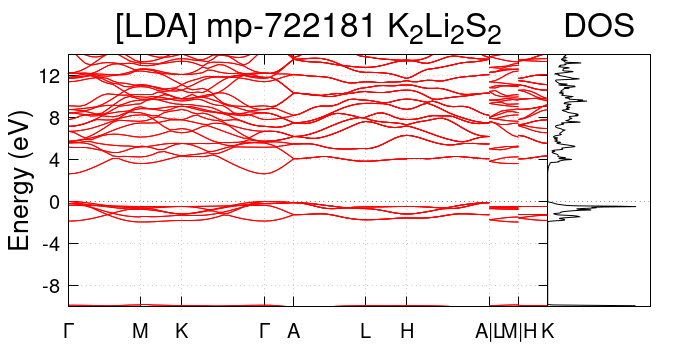 [LDA] mp-722181 K₂Li₂S₂ DOS
Energy (eV)
12
8
4
0
-4
-8
Γ M K Γ A L H A|LM|H K